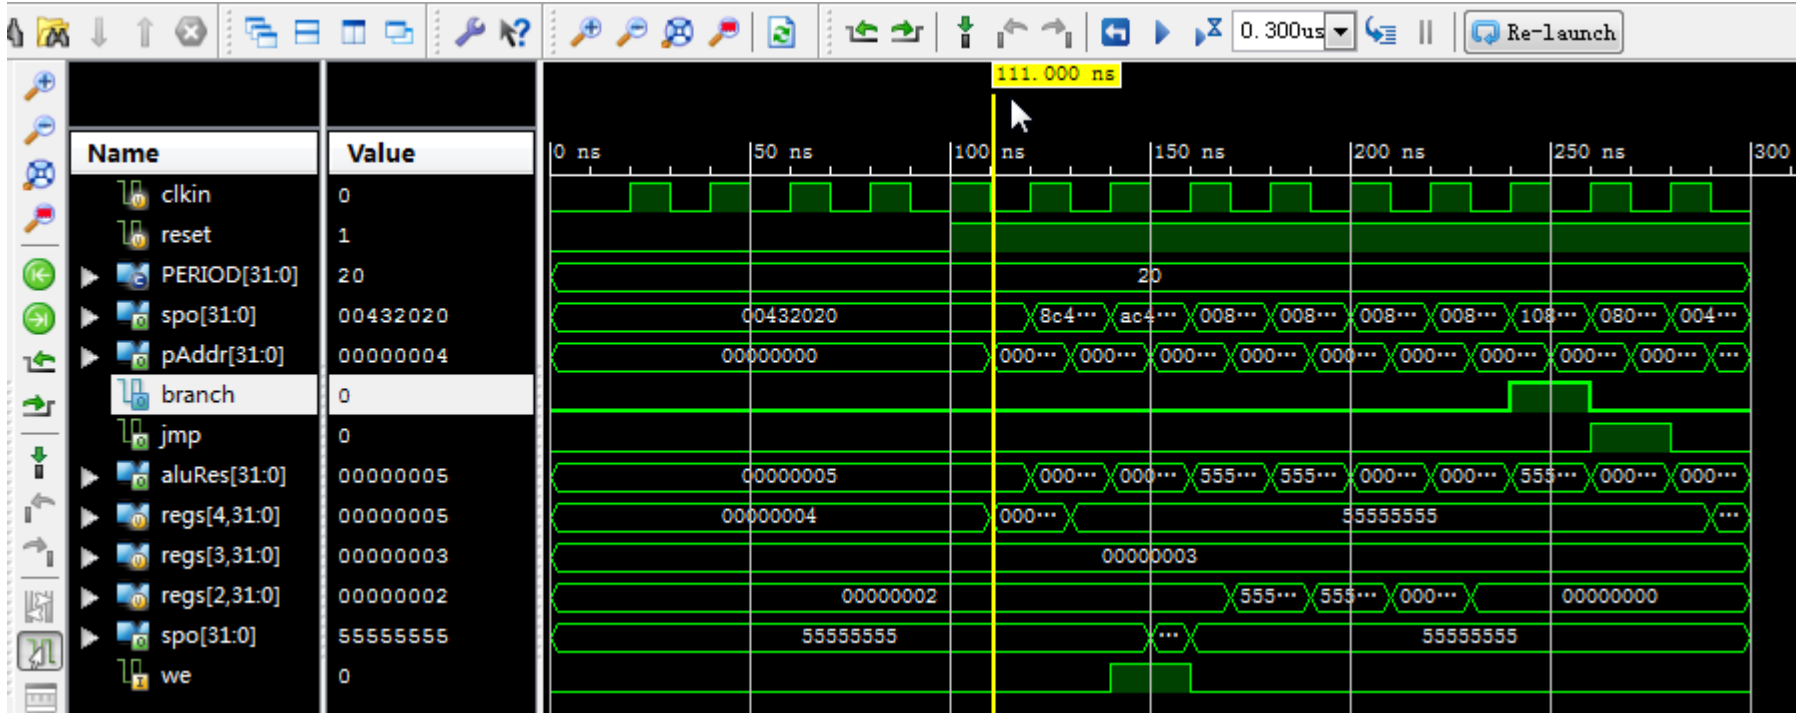 0.300us Re-launch
111.000 ns
Name Value 0 ns 50 ns 100 ns 150 ns 200 ns 250 ns 300
clkin 0
reset 1
PERIOD[31:0] 20 20
spo[31:0] 00432020 00432020 8c4··· ac4··· 008··· 008··· 008··· 008··· 108··· 080··· 004···
pAddr[31:0] 00000004 00000000 000··· 000··· 000··· 000··· 000··· 000··· 000··· 000··· 000··· ···
branch 0
jmp 0
aluRes[31:0] 00000005 00000005 000··· 000··· 555··· 555··· 000··· 000··· 555··· 000··· 000···
regs[4,31:0] 00000005 00000004 000··· 55555555 ···
regs[3,31:0] 00000003 00000003
regs[2,31:0] 00000002 00000002 555··· 555··· 000··· 00000000
spo[31:0] 55555555 55555555 ··· 55555555
we 0